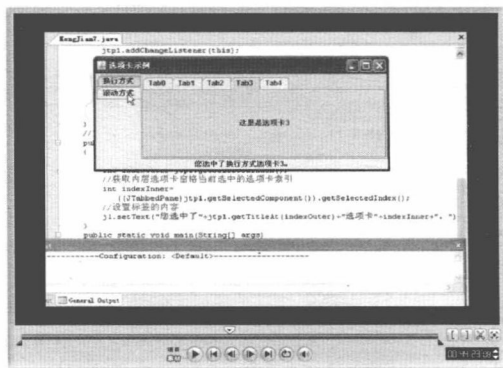 KongJian7.java
jtp1.addChangeListener(this);
选项卡示例
换行方式
滚动方式
Tab0 Tab1 Tab2 Tab3 Tab4
这里是选项卡3
您选中了换行方式选项卡3。
//
pu
{
//获取内层选项卡窗格当前选中的选项卡索引
int indexInner=
((JTabbedPane)jtp1.getSelectedComponent()).getSelectedIndex();
//设置标签的内容
jl.setText("您选中了"+jtp1.getTitleAt(indexOuter)+"选项卡"+indexInner+"。")
}
public static void main(String[] args)
Configuration: <Default>
General Output